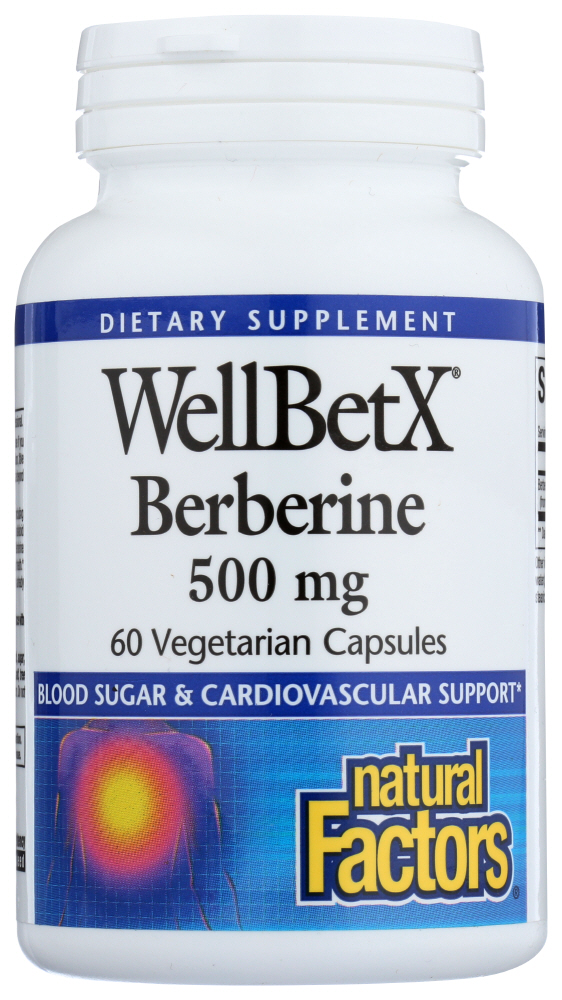 DIETARY SUPPLEMENT
WellBetX®
Berberine
500 mg
60 Vegetarian Capsules
BLOOD SUGAR & CARDIOVASCULAR SUPPORT*
natural
Factors®